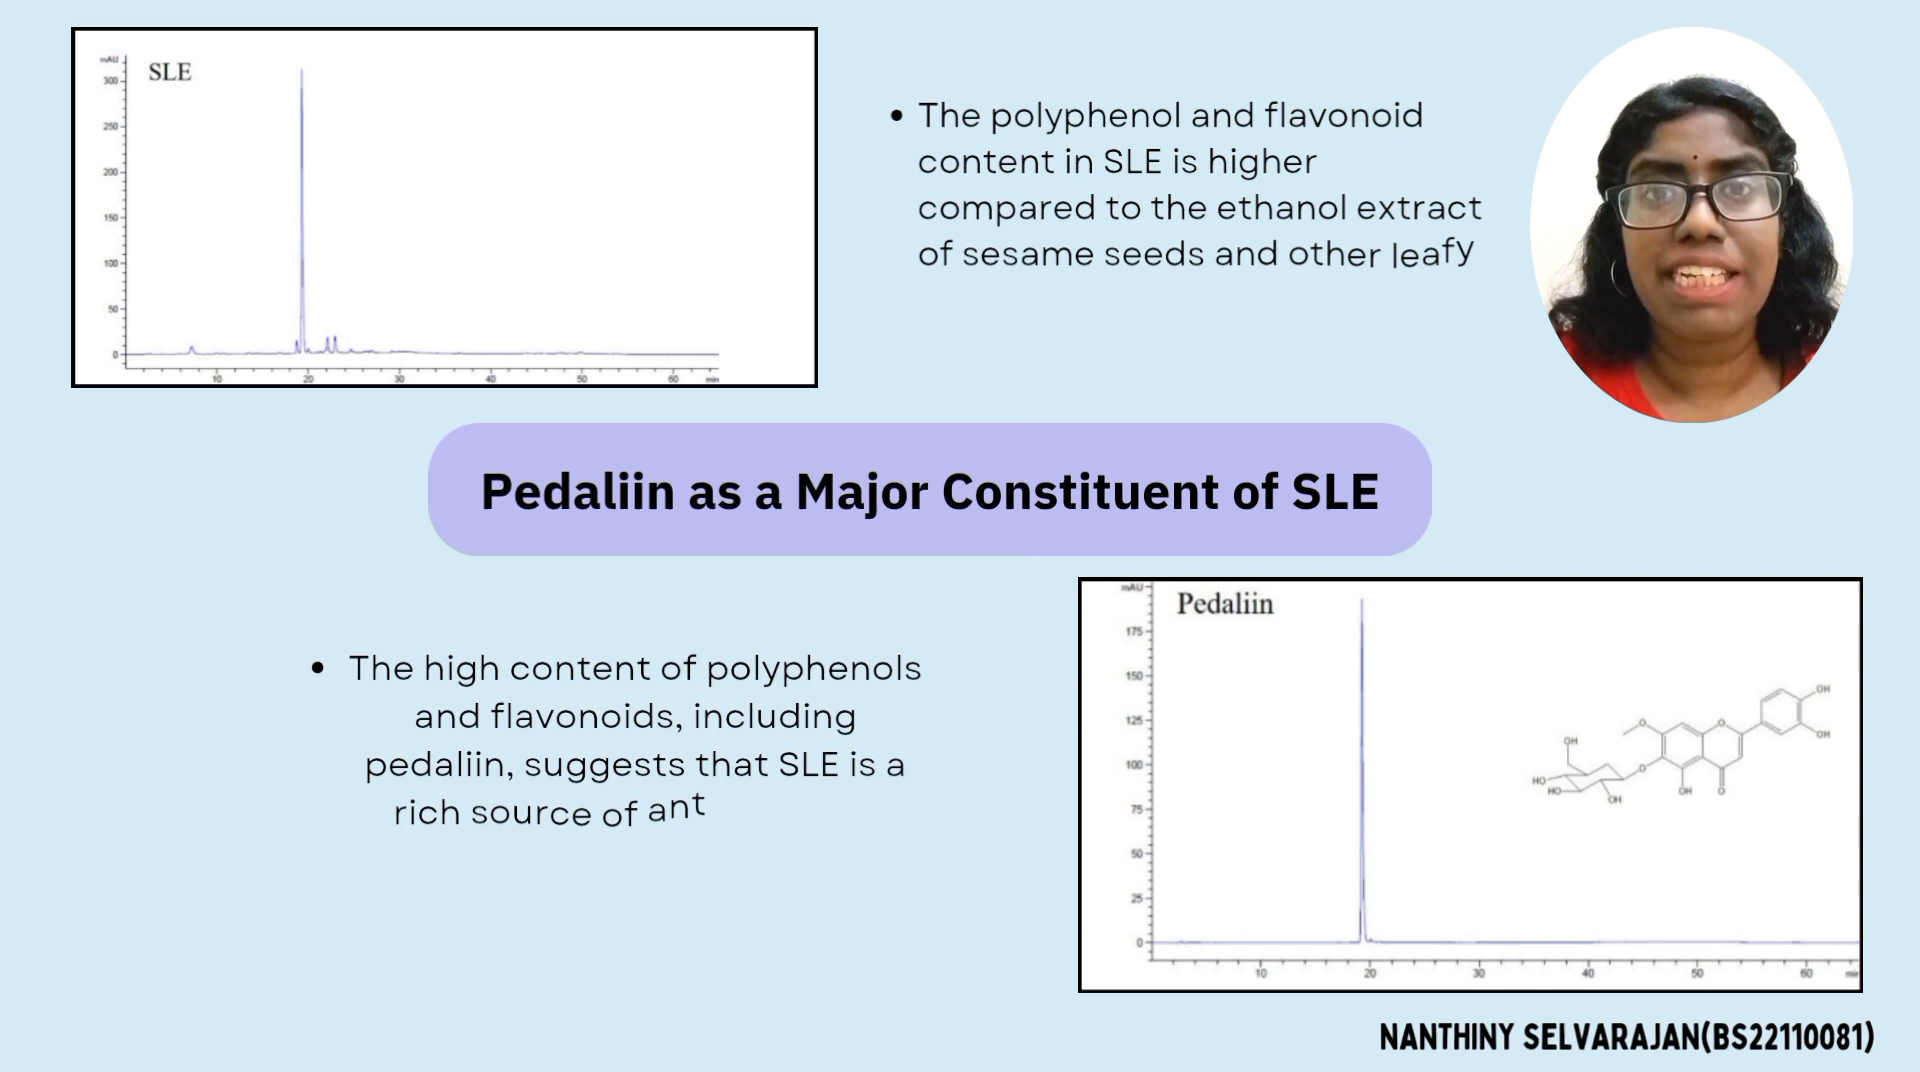 mAU
SLE
300
250
200
150
100
50
0
10 20 30 40 50 60 min
• The polyphenol and flavonoid
content in SLE is higher
compared to the ethanol extract
of sesame seeds and other leafy
Pedaliin as a Major Constituent of SLE
• The high content of polyphenols
and flavonoids, including
pedaliin, suggests that SLE is a
rich source of ant
mAU
Pedaliin
175
150
125
100
75
50
25
0
10 20 30 40 50 60 min
OH
OH
O
O
OH
O
HO
HO
OH
OH
O
NANTHINY SELVARAJAN(BS22110081)